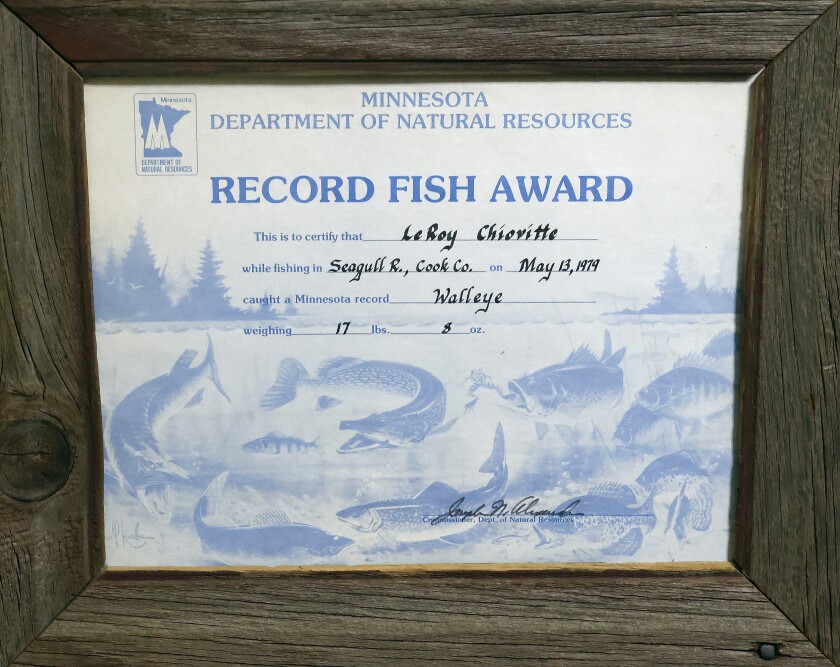 Minnesota
DEPARTMENT OF
NATURAL RESOURCES
MINNESOTA
DEPARTMENT OF NATURAL RESOURCES
RECORD FISH AWARD
This is to certify that LeRoy Chiovitte
while fishing in Seagull R., Cook Co. on May 13, 1979
caught a Minnesota record Walleye
weighing 17 lbs. 8 oz.
Commissioner, Dept. of Natural Resources